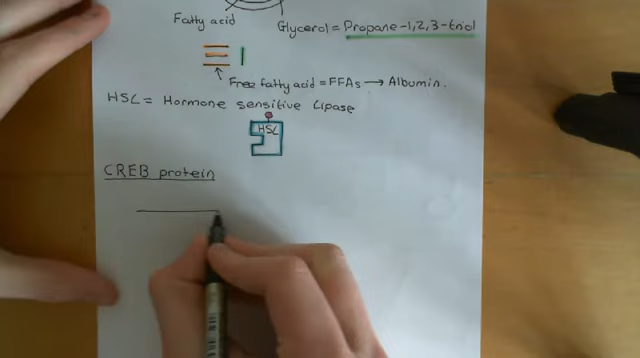 Fatty acid
Glycerol = Propane-1,2,3-triol
Free fatty acid = FFAs → Albumin.
HSL = Hormone sensitive Lipase
HSL
CREB protein